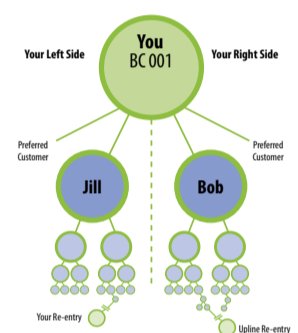 You
BC 001
Your Left Side
Your Right Side
Preferred
Customer
Preferred
Customer
Jill
Bob
Your Re-entry
Upline Re-entry